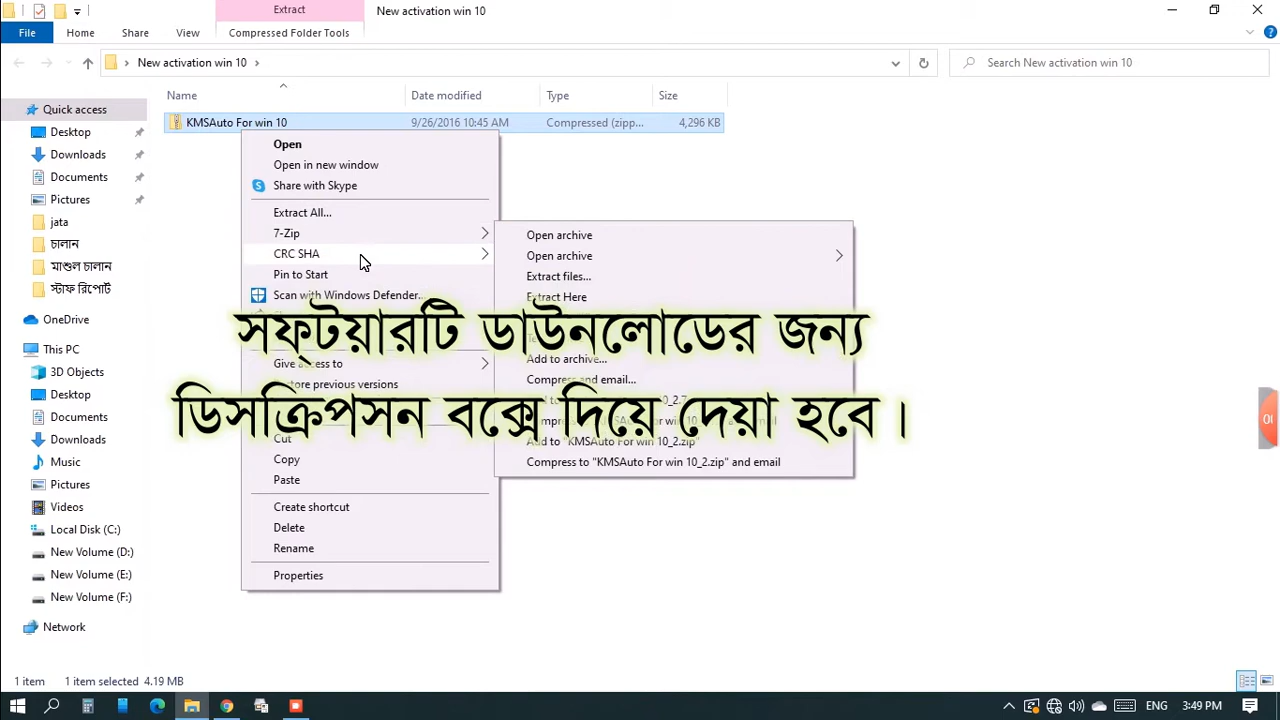 Extract
New activation win 10
File
Home
Share
View
Compressed Folder Tools
New activation win 10
Search New activation win 10
Name
Date modified
Type
Size
Quick access
KMSAuto For win 10
9/26/2016 10:45 AM
Compressed (zipp...
4,296 KB
Desktop
Downloads
Documents
Pictures
jata
চালান
মাশুল চালান
স্টাফ রিপোর্ট
OneDrive
This PC
3D Objects
Desktop
Documents
Downloads
Music
Pictures
Videos
Local Disk (C:)
New Volume (D:)
New Volume (E:)
New Volume (F:)
Network
Open
Open in new window
Share with Skype
Extract All...
7-Zip
CRC SHA
Pin to Start
Scan with Windows Defender...
Give access to
store previous versions
Cut
Copy
Paste
Create shortcut
Delete
Rename
Properties
Open archive
Open archive
Extract files...
Extract Here
Add to archive...
Compress and email...
Add to "KMSAuto For win 10_2.zip"
Compress to "KMSAuto For win 10_2.zip" and email
সফ্টয়ারটি ডাউনলোডের জন্য
ডিসক্রিপসন বক্সে দিয়ে দেয়া হবে।
1 item
1 item selected
4.19 MB
ENG
3:49 PM